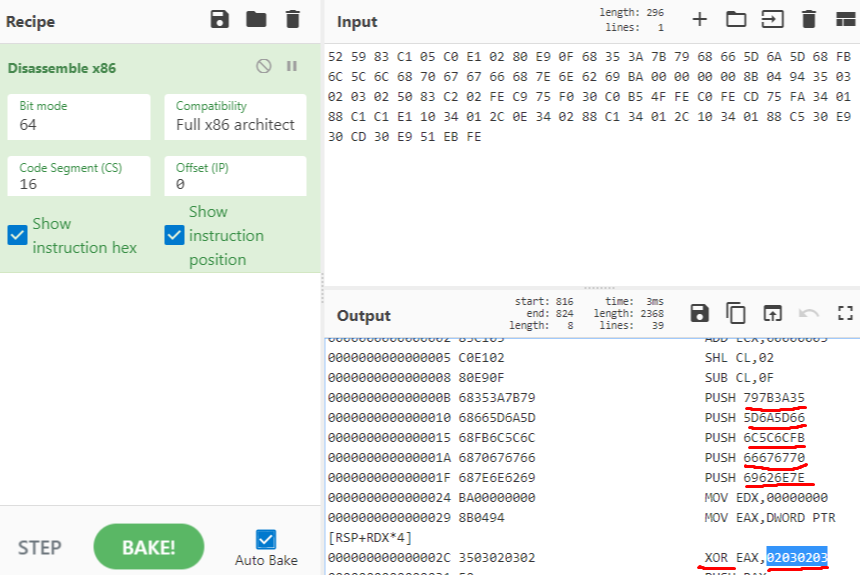 Recipe
Disassemble x86
Bit mode
64
Compatibility
Full x86 architect
Code Segment (CS)
16
Offset (IP)
0
Show
instruction hex
Show
instruction
position
STEP
BAKE!
Auto Bake
Input
length: 296
lines: 1
52 59 83 C1 05 C0 E1 02 80 E9 0F 68 35 3A 7B 79 68 66 5D 6A 5D 68 FB
6C 5C 6C 68 70 67 67 66 68 7E 6E 62 69 BA 00 00 00 00 8B 04 94 35 03
02 03 02 50 83 C2 02 FE C9 75 F0 30 C0 B5 4F FE C0 FE CD 75 FA 34 01
88 C1 C1 E1 10 34 01 2C 0E 34 02 88 C1 34 01 2C 10 34 01 88 C5 30 E9
30 CD 30 E9 51 EB FE
Output
start: 816
end: 824
length: 8
time: 3ms
length: 2368
lines: 39
0000000000000002 83C105 ADD ECX,00000005
0000000000000005 C0E102 SHL CL,02
0000000000000008 80E90F SUB CL,0F
000000000000000B 68353A7B79 PUSH 797B3A35
0000000000000010 68665D6A5D PUSH 5D6A5D66
0000000000000015 68FB6C5C6C PUSH 6C5C6CFB
000000000000001A 6870676766 PUSH 66676770
000000000000001F 687E6E6269 PUSH 69626E7E
0000000000000024 BA00000000 MOV EDX,00000000
0000000000000029 8B0494 MOV EAX,DWORD PTR
[RSP+RDX*4]
000000000000002C 3503020302 XOR EAX,02030203